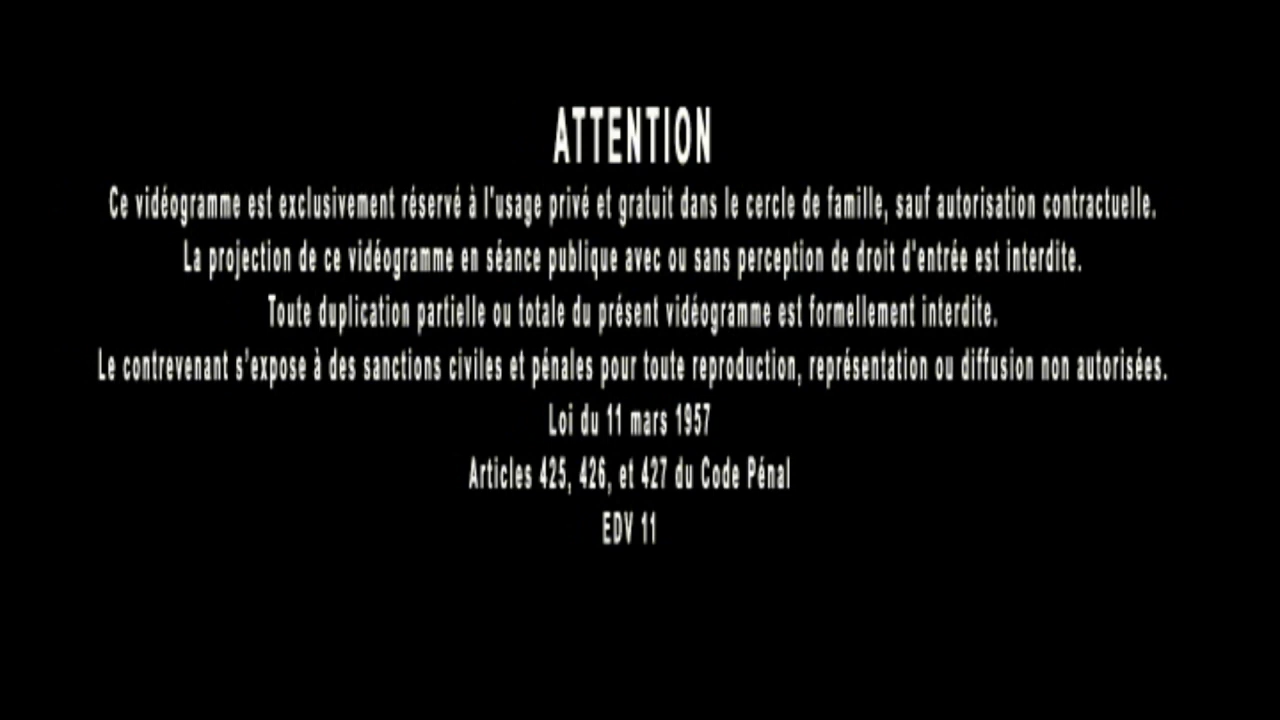 ATTENTION
Ce vidéogramme est exclusivement réservé à l'usage privé et gratuit dans le cercle de famille, sauf autorisation contractuelle.
La projection de ce vidéogramme en séance publique avec ou sans perception de droit d'entrée est interdite.
Toute duplication partielle ou totale du présent vidéogramme est formellement interdite.
Le contrevenant s'expose à des sanctions civiles et pénales pour toute reproduction, représentation ou diffusion non autorisées.
Loi du 11 mars 1957
Articles 425, 426, et 427 du Code Pénal
EDV 11